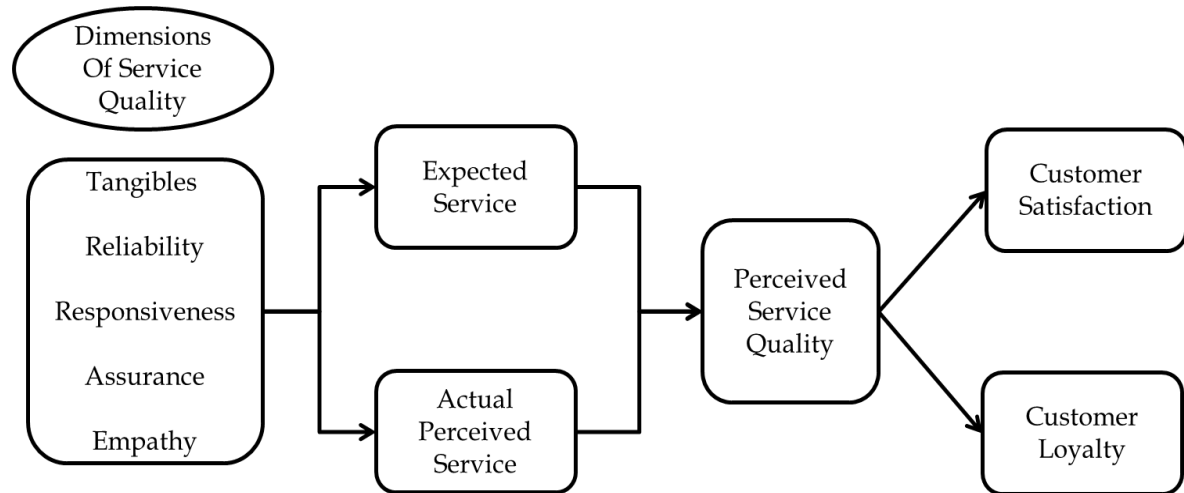 Dimensions
Of Service
Quality
Tangibles
Reliability
Responsiveness
Assurance
Empathy
Expected
Service
Actual
Perceived
Service
Perceived
Service
Quality
Customer
Satisfaction
Customer
Loyalty